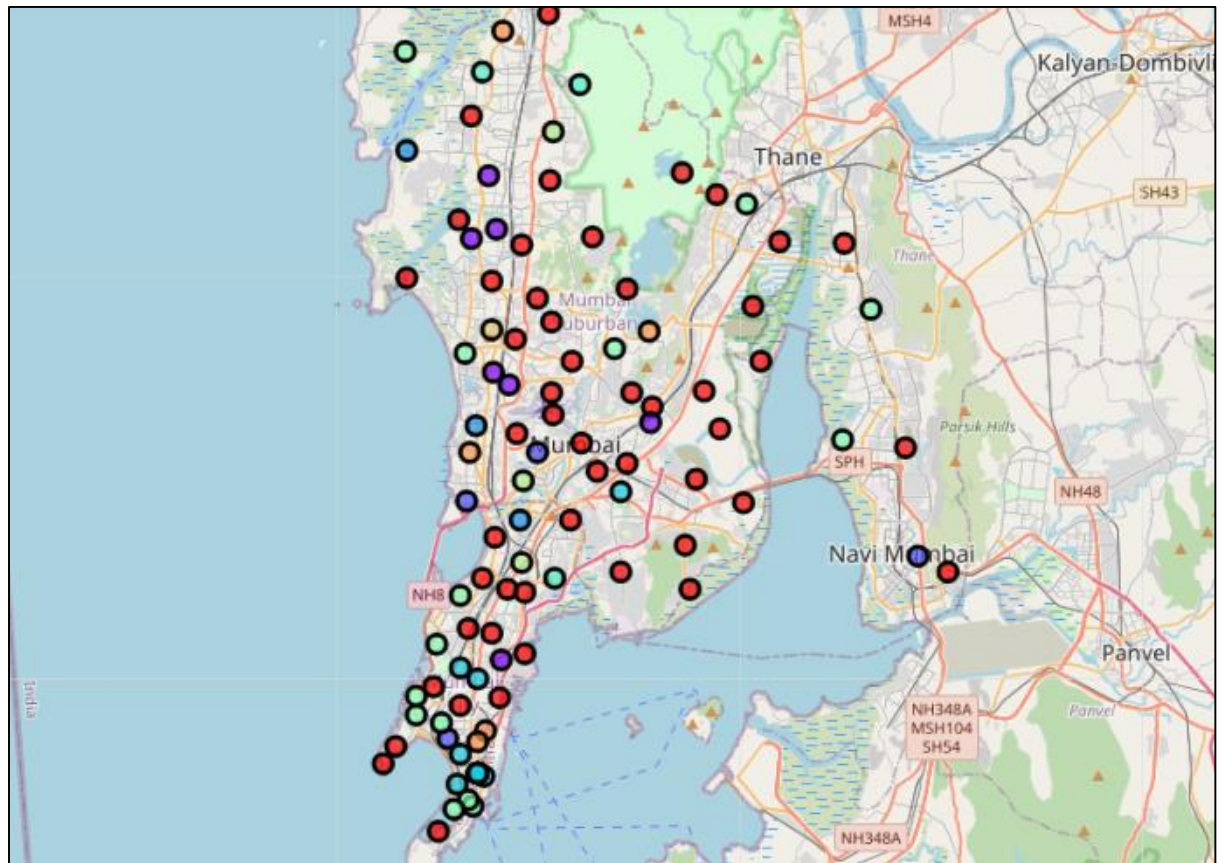 MSH4
Kalyan-Dombivli
Thane
SH43
Thane
Mumbai
Suburban
Parsik Hills
Mumbai
SPH
NH48
Navi Mumbai
NH8
Panvel
India
NH348A
MSH104
SH54
Panvel
NH348A